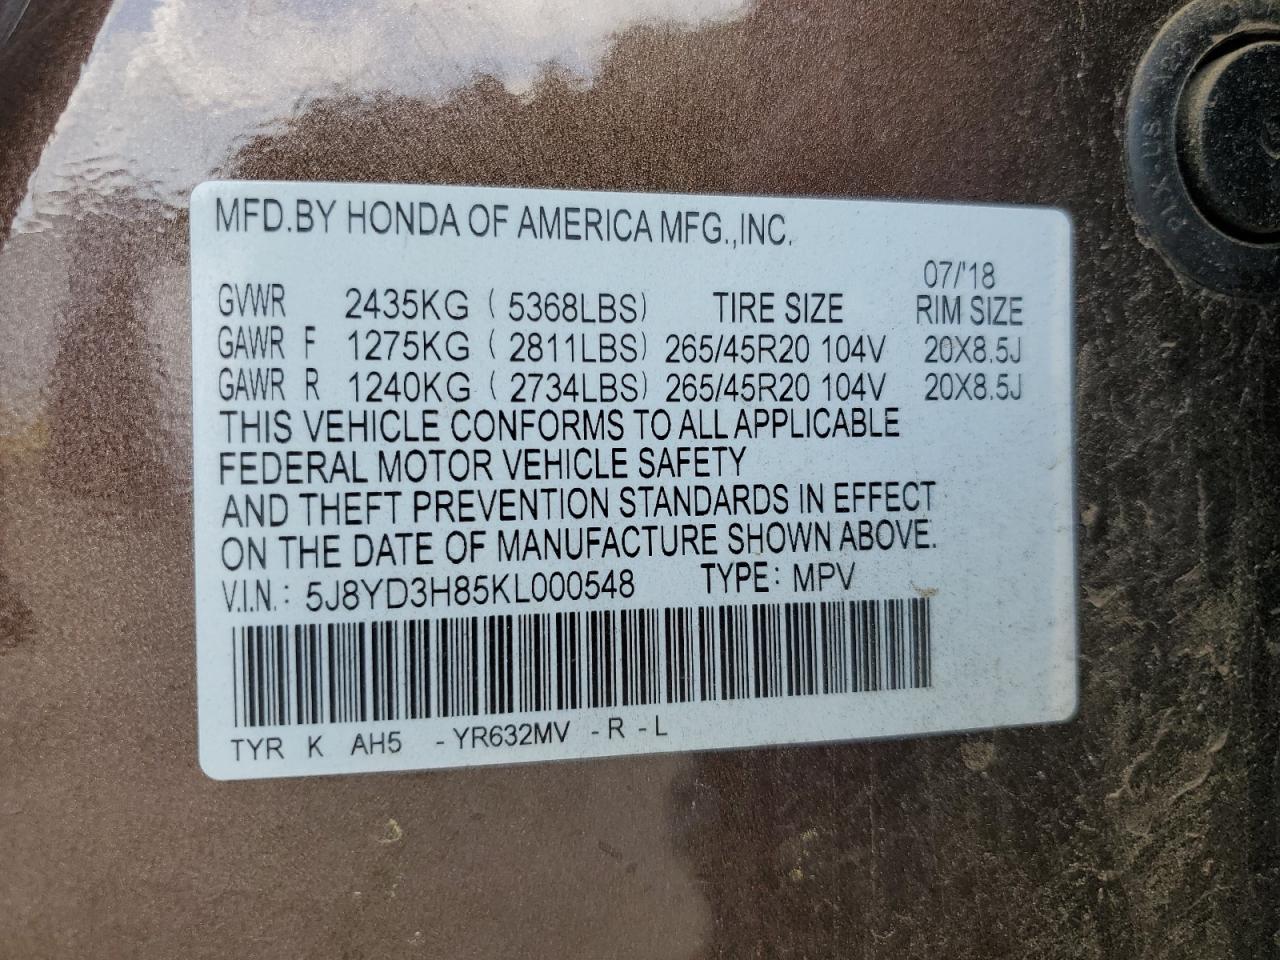 MFD.BY HONDA OF AMERICA MFG.,INC.
07/'18
GVWR 2435KG ( 5368LBS) TIRE SIZE RIM SIZE
GAWR F 1275KG ( 2811LBS) 265/45R20 104V 20X8.5J
GAWR R 1240KG ( 2734LBS) 265/45R20 104V 20X8.5J
THIS VEHICLE CONFORMS TO ALL APPLICABLE
FEDERAL MOTOR VEHICLE SAFETY
AND THEFT PREVENTION STANDARDS IN EFFECT
ON THE DATE OF MANUFACTURE SHOWN ABOVE.
V.I.N.: 5J8YD3H85KL000548 TYPE: MPV
TYR K AH5 -YR632MV -R -L